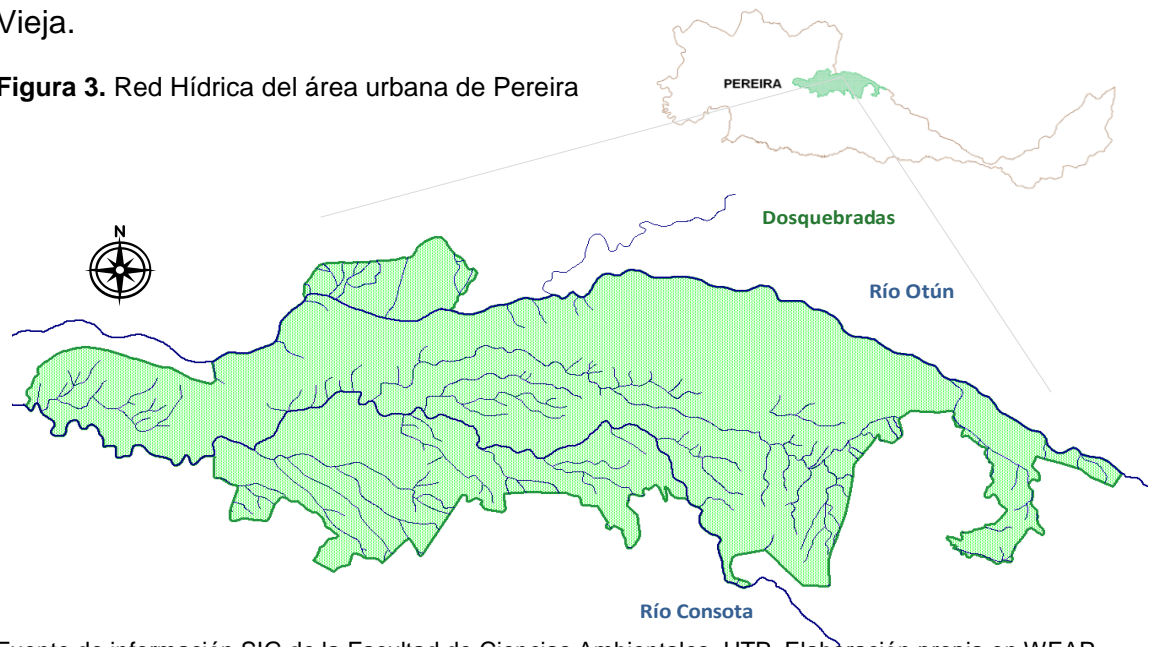 Vieja.
Figura 3. Red Hídrica del área urbana de Pereira
PEREIRA
Dosquebradas
N
Río Otún
Río Consota
Fuente de información SIG de la Facultad de Ciencias Ambientales, UTP. Elaboración propia en WEAP